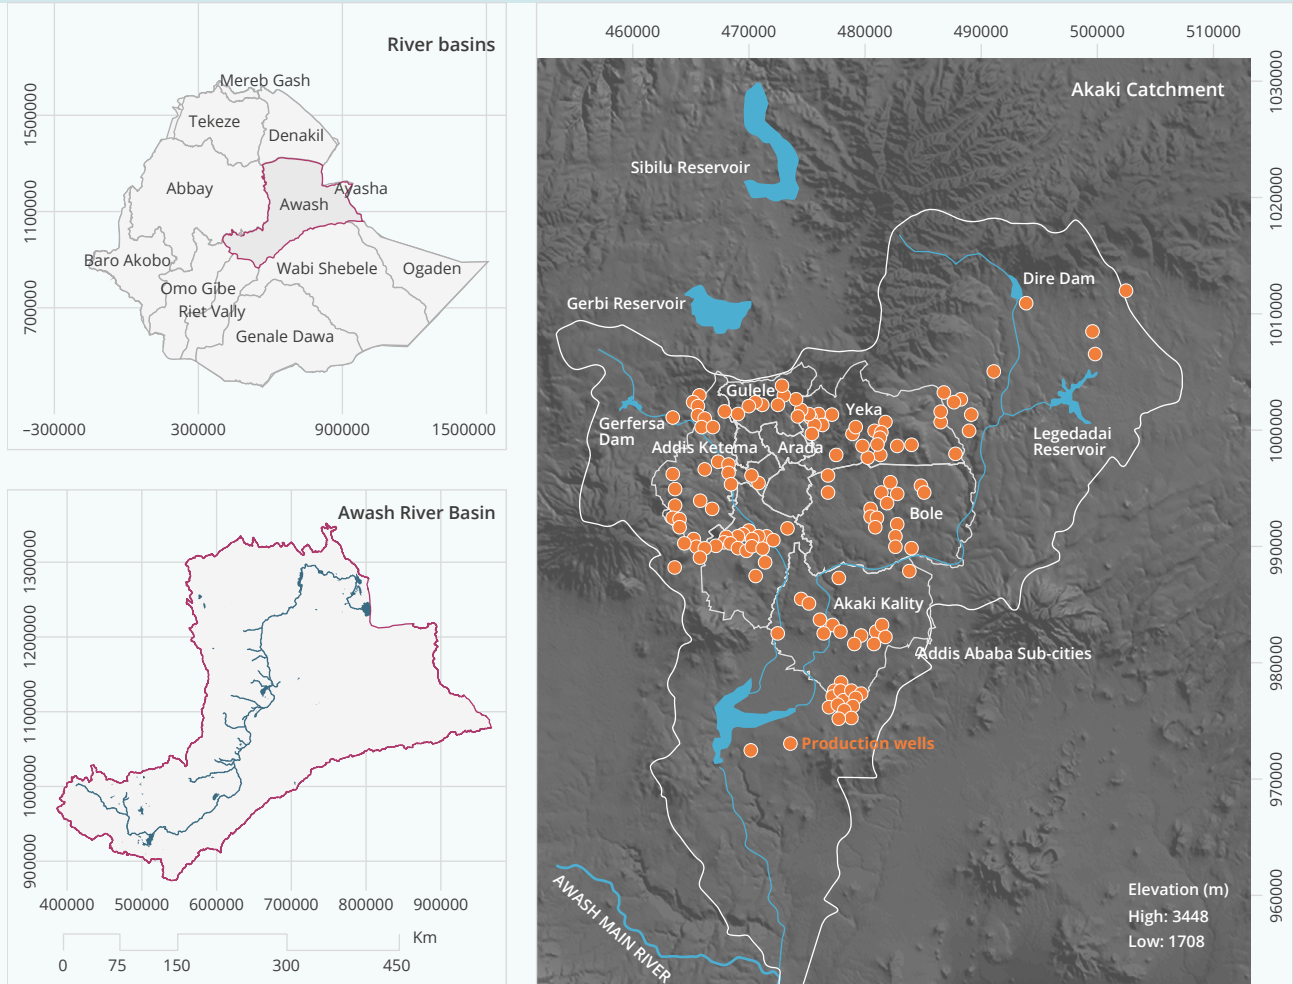 River basins
1500000
1100000
700000
Mereb Gash
Tekeze
Denakil
Abbay
Ayasha
Awash
Baro Akobo
Wabi Shebele
Ogaden
Omo Gibe
Riet Vally
Genale Dawa
−300000 300000 900000 1500000
Awash River Basin
1300000
1200000
1100000
1000000
900000
400000 500000 600000 700000 800000 900000
Km
0 75 150 300 450
460000 470000 480000 490000 500000 510000
Akaki Catchment
1030000
1020000
1010000
1000000
990000
980000
970000
960000
Sibilu Reservoir
Dire Dam
Gerbi Reservoir
Gulele
Yeka
Gerfersa
Dam
Addis Ketema
Arada
Legedadai
Reservoir
Bole
Akaki Kality
Addis Ababa Sub-cities
Production wells
AWASH MAIN RIVER
Elevation (m)
High: 3448
Low: 1708